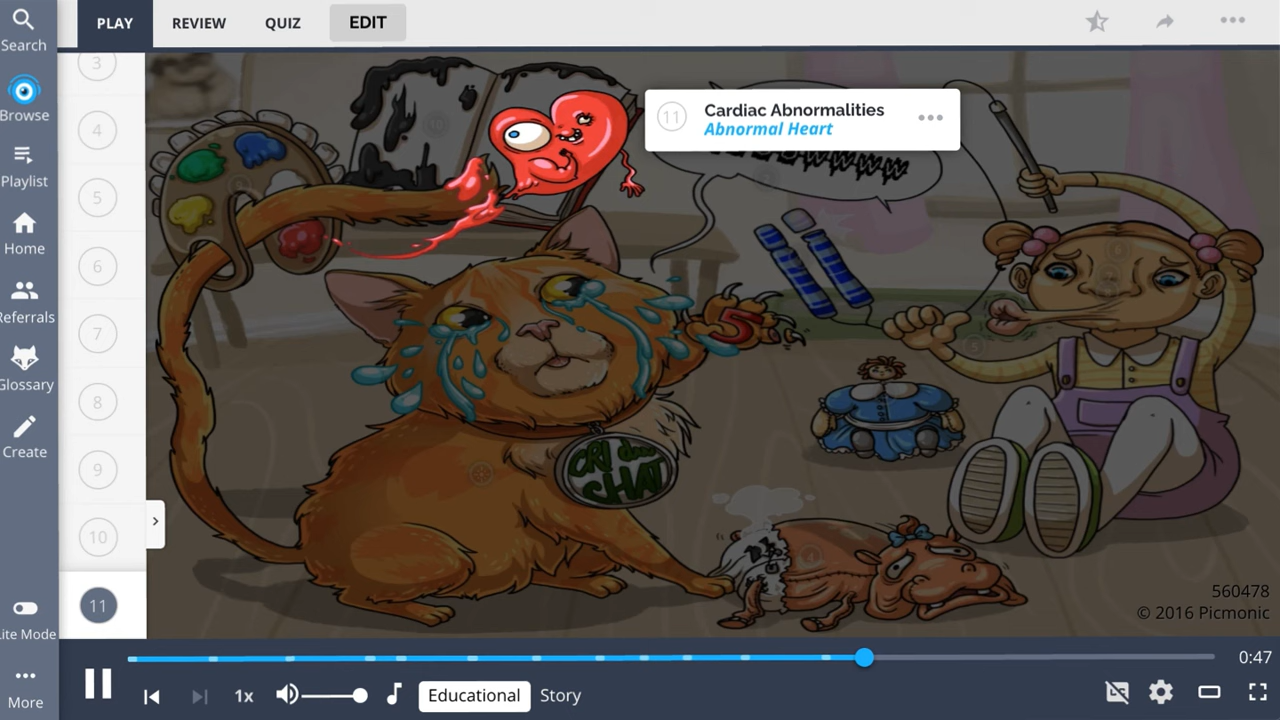 PLAY REVIEW QUIZ EDIT
Search
Browse
Playlist
Home
Referrals
Glossary
Create
Lite Mode
More
3
4
5
6
7
8
9
10
11
11 Cardiac Abnormalities
Abnormal Heart
5
CRI du CHAT
560478
© 2016 Picmonic
0:47
1x
Educational Story